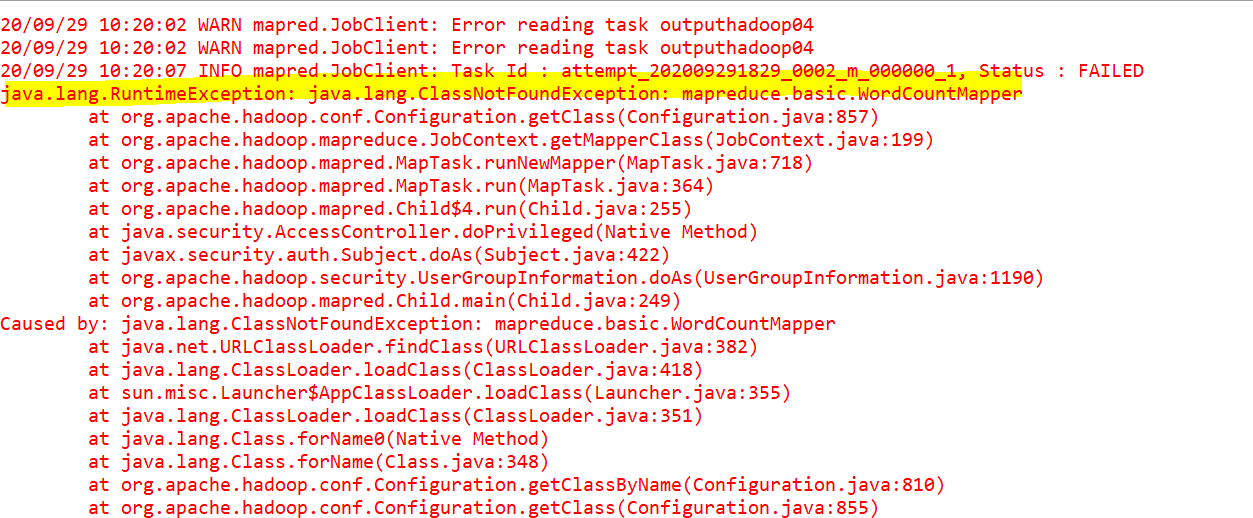 20/09/29 10:20:02 WARN mapred.JobClient: Error reading task outputhadoop04
20/09/29 10:20:02 WARN mapred.JobClient: Error reading task outputhadoop04
20/09/29 10:20:07 INFO mapred.JobClient: Task Id : attempt_202009291829_0002_m_000000_1, Status : FAILED
java.lang.RuntimeException: java.lang.ClassNotFoundException: mapreduce.basic.WordCountMapper
at org.apache.hadoop.conf.Configuration.getClass(Configuration.java:857)
at org.apache.hadoop.mapreduce.JobContext.getMapperClass(JobContext.java:199)
at org.apache.hadoop.mapred.MapTask.runNewMapper(MapTask.java:718)
at org.apache.hadoop.mapred.MapTask.run(MapTask.java:364)
at org.apache.hadoop.mapred.Child$4.run(Child.java:255)
at java.security.AccessController.doPrivileged(Native Method)
at javax.security.auth.Subject.doAs(Subject.java:422)
at org.apache.hadoop.security.UserGroupInformation.doAs(UserGroupInformation.java:1190)
at org.apache.hadoop.mapred.Child.main(Child.java:249)
Caused by: java.lang.ClassNotFoundException: mapreduce.basic.WordCountMapper
at java.net.URLClassLoader.findClass(URLClassLoader.java:382)
at java.lang.ClassLoader.loadClass(ClassLoader.java:418)
at sun.misc.Launcher$AppClassLoader.loadClass(Launcher.java:355)
at java.lang.ClassLoader.loadClass(ClassLoader.java:351)
at java.lang.Class.forName0(Native Method)
at java.lang.Class.forName(Class.java:348)
at org.apache.hadoop.conf.Configuration.getClassByName(Configuration.java:810)
at org.apache.hadoop.conf.Configuration.getClass(Configuration.java:855)